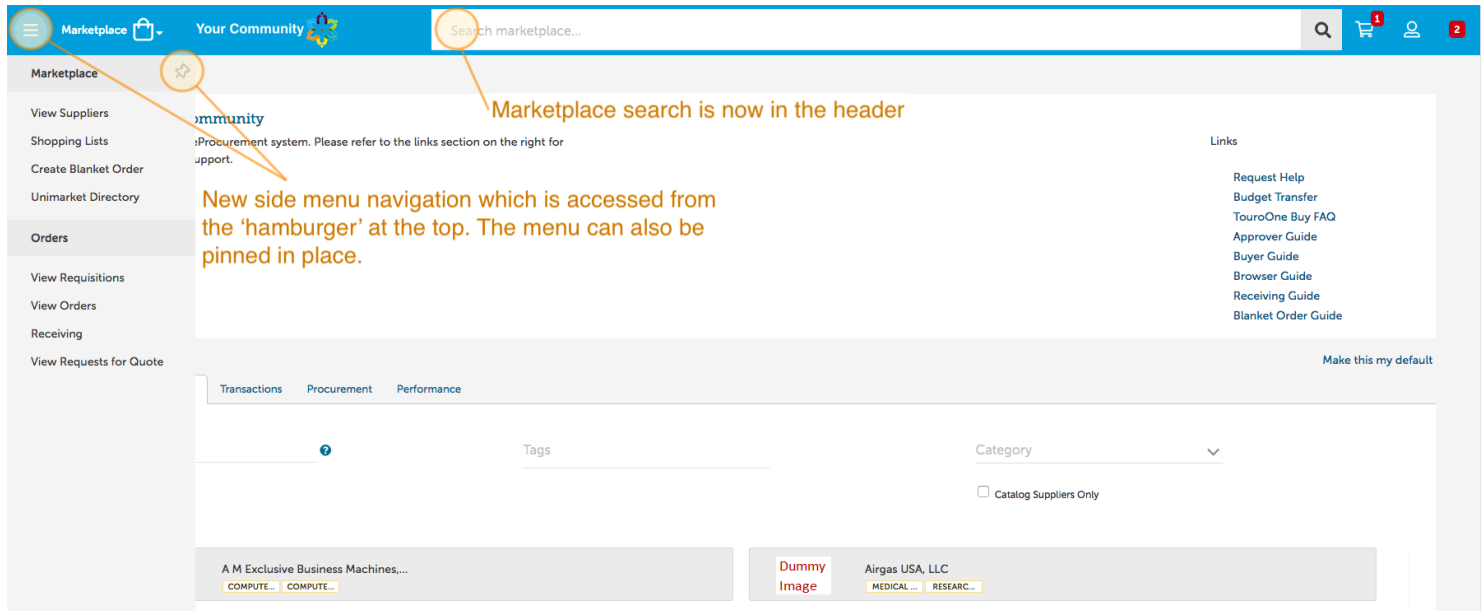 Marketplace
Your Community
Search marketplace...
1
2
Marketplace
View Suppliers
Shopping Lists
Create Blanket Order
Unimarket Directory
Orders
View Requisitions
View Orders
Receiving
View Requests for Quote
Marketplace search is now in the header
ommunity
eProcurement system. Please refer to the links section on the right for
upport.
New side menu navigation which is accessed from
the ‘hamburger’ at the top. The menu can also be
pinned in place.
Links
Request Help
Budget Transfer
TouroOne Buy FAQ
Approver Guide
Buyer Guide
Browser Guide
Receiving Guide
Blanket Order Guide
Make this my default
Transactions Procurement Performance
? Tags Category
Catalog Suppliers Only
A M Exclusive Business Machines,...
COMPUTE... COMPUTE...
Dummy
Image
Airgas USA, LLC
MEDICAL ... RESEARC...